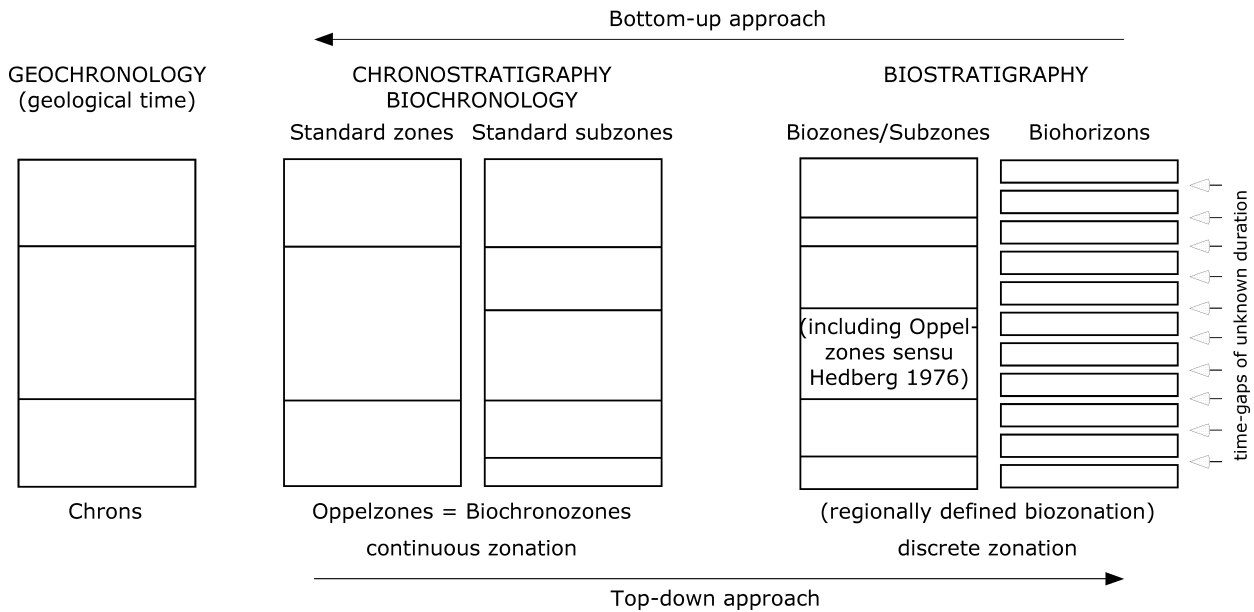 Bottom-up approach
GEOCHRONOLOGY
(geological time)
CHRONOSTRATIGRAPHY
BIOCHRONOLOGY
BIOSTRATIGRAPHY
Standard zones
Standard subzones
Biozones/Subzones
Biohorizons
(including Oppel-
zones sensu
Hedberg 1976)
time-gaps of unknown duration
Chrons
Oppelzones = Biochronozones
(regionally defined biozonation)
continuous zonation
discrete zonation
Top-down approach